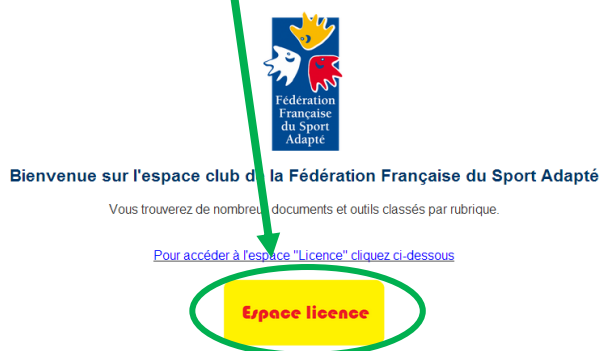 Fédération
Française
du Sport
Adapté
Bienvenue sur l'espace club de la Fédération Française du Sport Adapté
Vous trouverez de nombreux documents et outils classés par rubrique.
Pour accéder à l'espace "Licence" cliquez ci-dessous
Espace licence